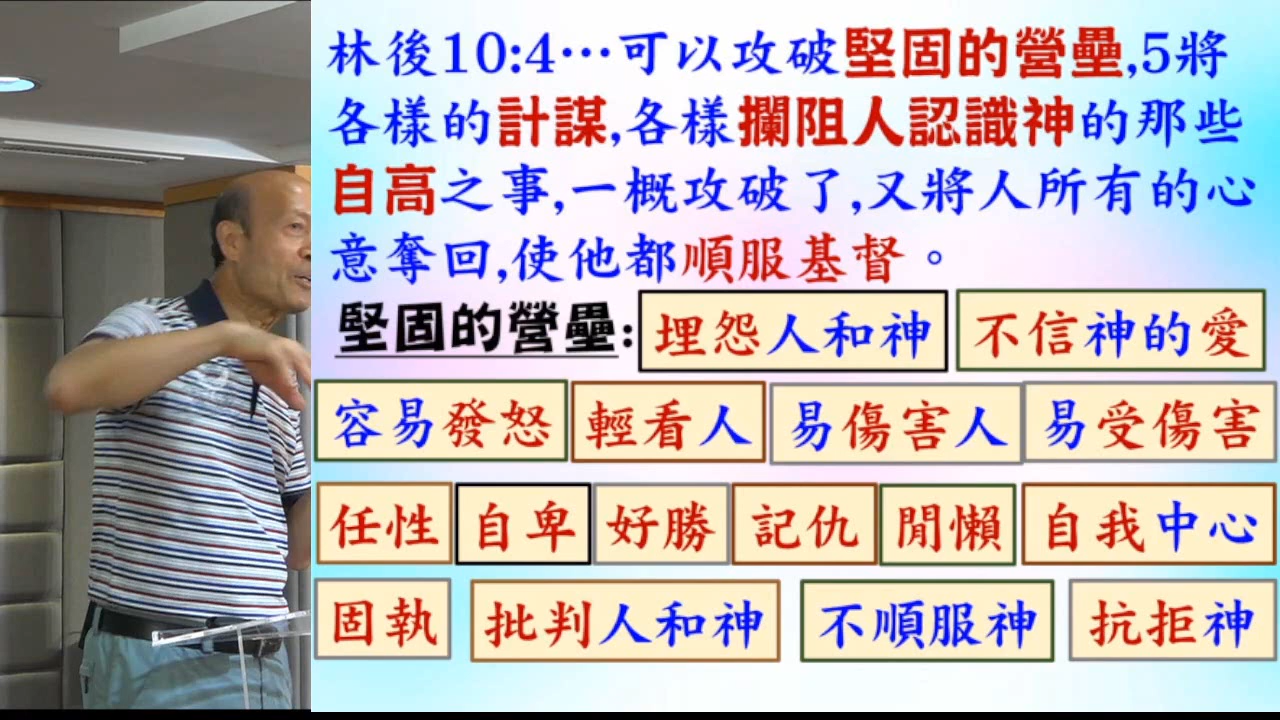 林後10:4…可以攻破堅固的營壘,5將
各樣的計謀,各樣攔阻人認識神的那些
自高之事,一概攻破了,又將人所有的心
意奪回,使他都順服基督。
堅固的營壘: 埋怨人和神 不信神的愛
容易發怒 輕看人 易傷害人 易受傷害
任性 自卑 好勝 記仇 閒懶 自我中心
固執 批判人和神 不順服神 抗拒神